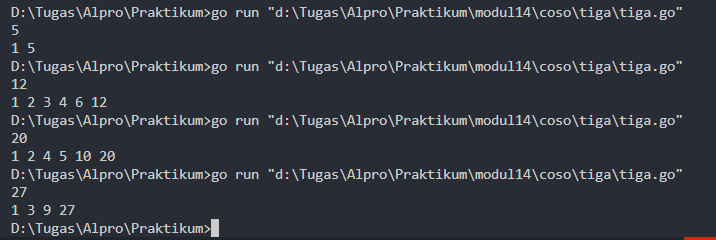 D:\Tugas\Alpro\Praktikum>go run "d:\Tugas\Alpro\Praktikum\modul14\coso\tiga\tiga.go"
5
1 5
D:\Tugas\Alpro\Praktikum>go run "d:\Tugas\Alpro\Praktikum\modul14\coso\tiga\tiga.go"
12
1 2 3 4 6 12
D:\Tugas\Alpro\Praktikum>go run "d:\Tugas\Alpro\Praktikum\modul14\coso\tiga\tiga.go"
20
1 2 4 5 10 20
D:\Tugas\Alpro\Praktikum>go run "d:\Tugas\Alpro\Praktikum\modul14\coso\tiga\tiga.go"
27
1 3 9 27
D:\Tugas\Alpro\Praktikum>